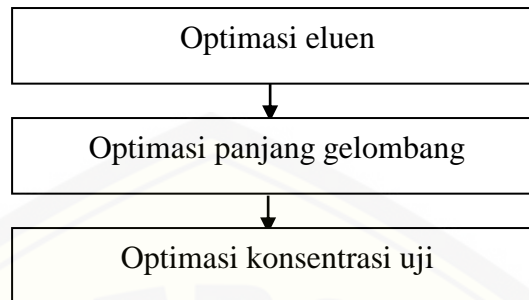 Optimasi eluen
Optimasi panjang gelombang
Optimasi konsentrasi uji